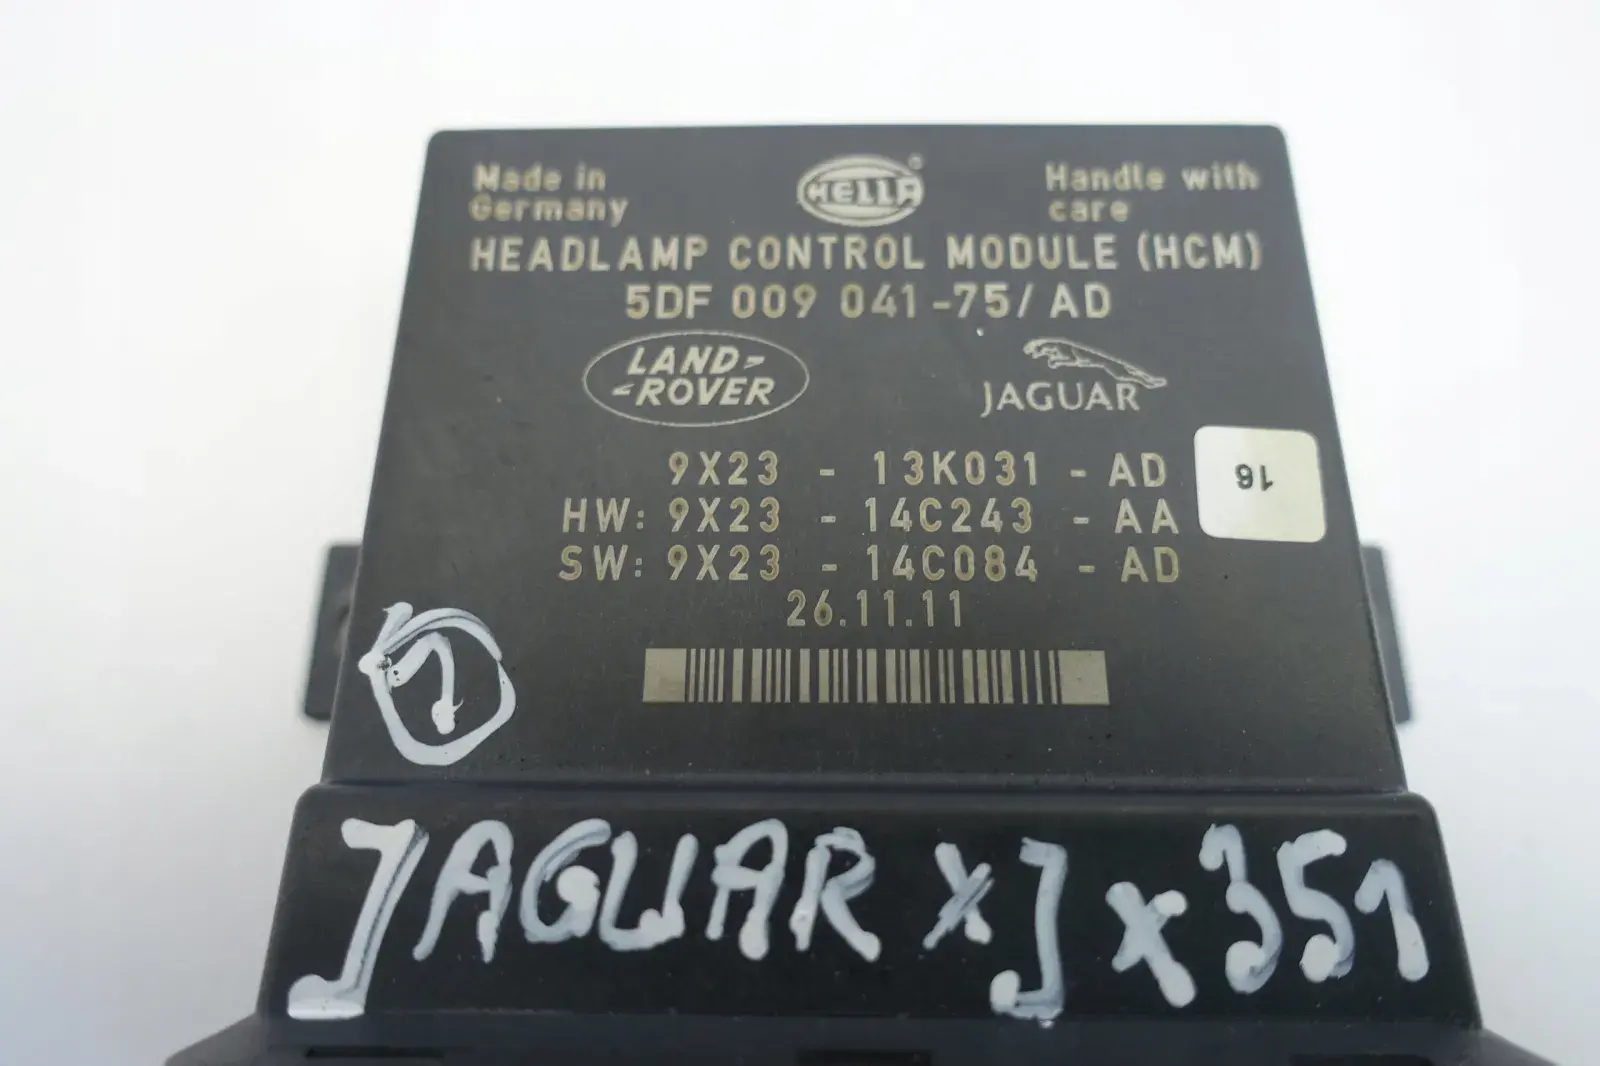 Made in
Germany
HELLA
Handle with
care
HEADLAMP CONTROL MODULE (HCM)
5DF 009 041-75/AD
LAND-
-ROVER
JAGUAR
9X23 - 13K031 - AD
16
HW: 9X23 - 14C243 - AA
SW: 9X23 - 14C084 - AD
26.11.11
1
JAGUAR XJ X351